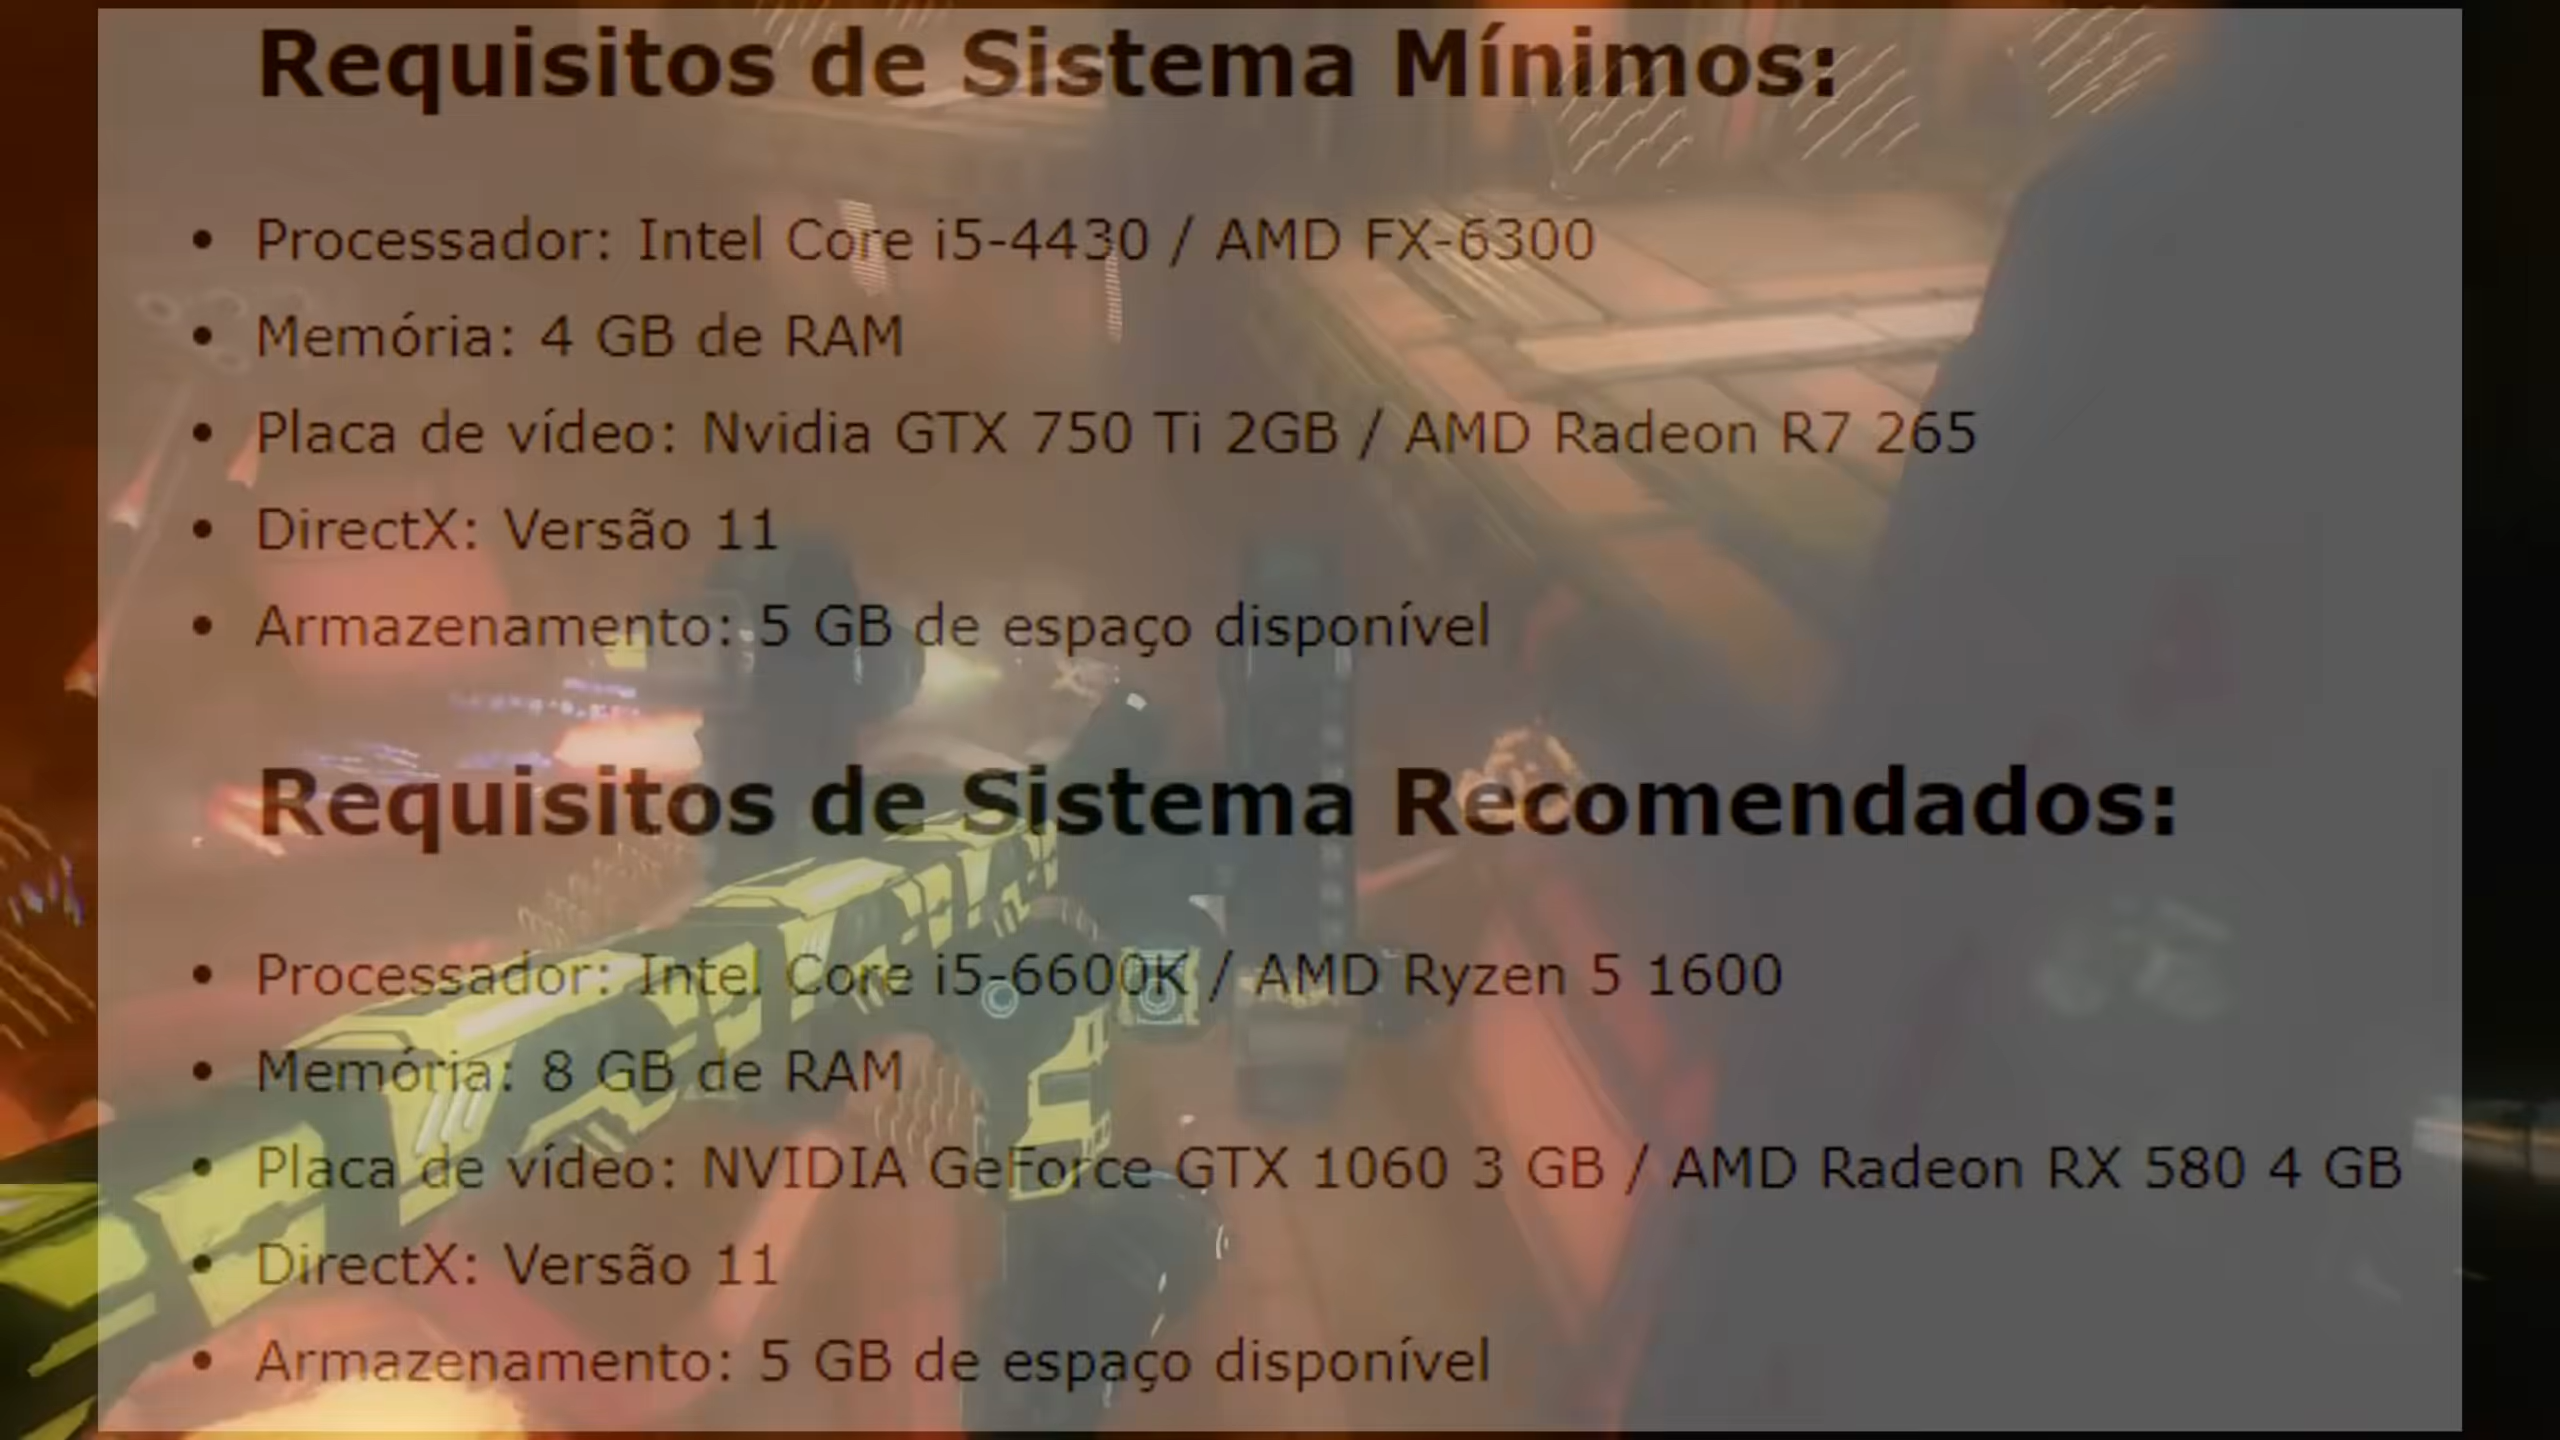 Requisitos de Sistema Mínimos:
• Processador: Intel Core i5-4430 / AMD FX-6300
• Memória: 4 GB de RAM
• Placa de vídeo: Nvidia GTX 750 Ti 2GB / AMD Radeon R7 265
• DirectX: Versão 11
• Armazenamento: 5 GB de espaço disponível
Requisitos de Sistema Recomendados:
• Processador: Intel Core i5-6600K / AMD Ryzen 5 1600
• Memória: 8 GB de RAM
• Placa de vídeo: NVIDIA GeForce GTX 1060 3 GB / AMD Radeon RX 580 4 GB
• DirectX: Versão 11
• Armazenamento: 5 GB de espaço disponível